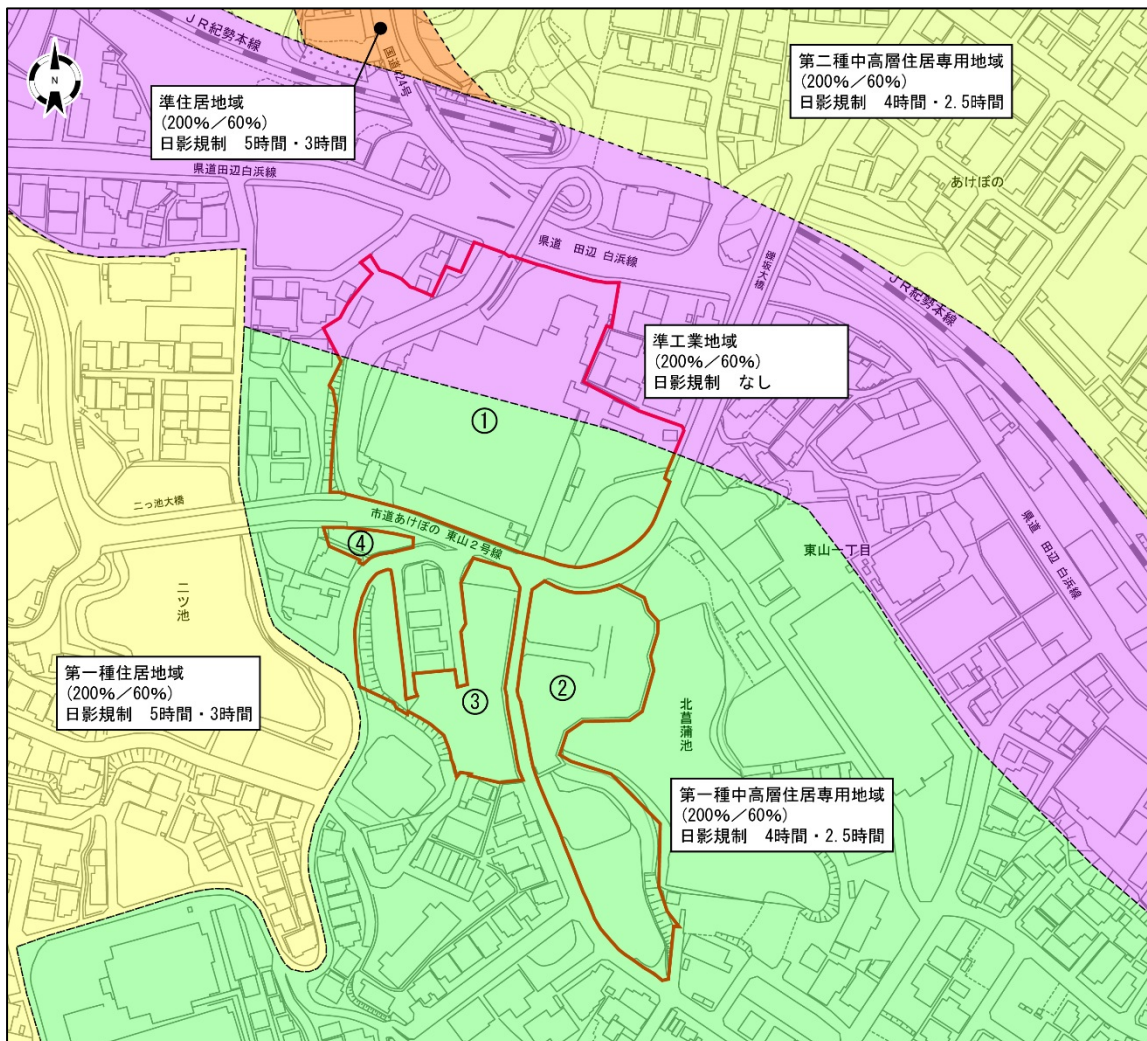 JR紀勢本線
国道424号
N
準住居地域
(200%/60%)
日影規制 5時間・3時間
第二種中高層住居専用地域
(200%/60%)
日影規制 4時間・2.5時間
県道田辺白浜線
あけぼの
県道 田辺 白浜線
JR紀勢本線
準工業地域
(200%/60%)
日影規制 なし
①
二っ池大橋
市道あけぼの 東山2号線
④
東山一丁目
県道 田辺 白浜線
二ツ池
第一種住居地域
(200%/60%)
日影規制 5時間・3時間
③
②
北菖蒲池
第一種中高層住居専用地域
(200%/60%)
日影規制 4時間・2.5時間